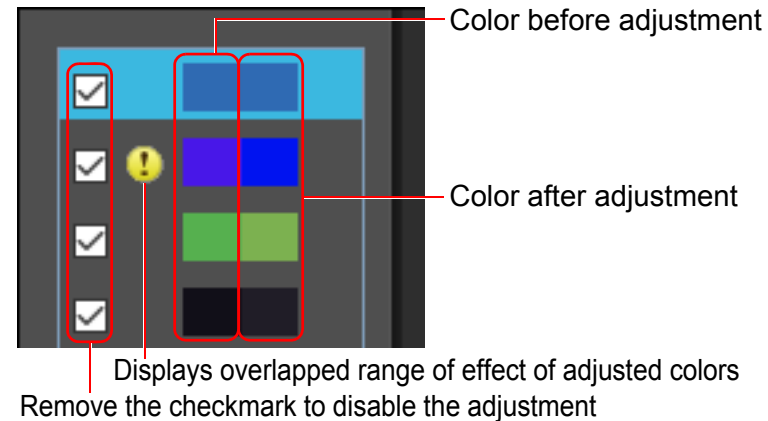 Color before adjustment
Color after adjustment
Displays overlapped range of effect of adjusted colors
Remove the checkmark to disable the adjustment